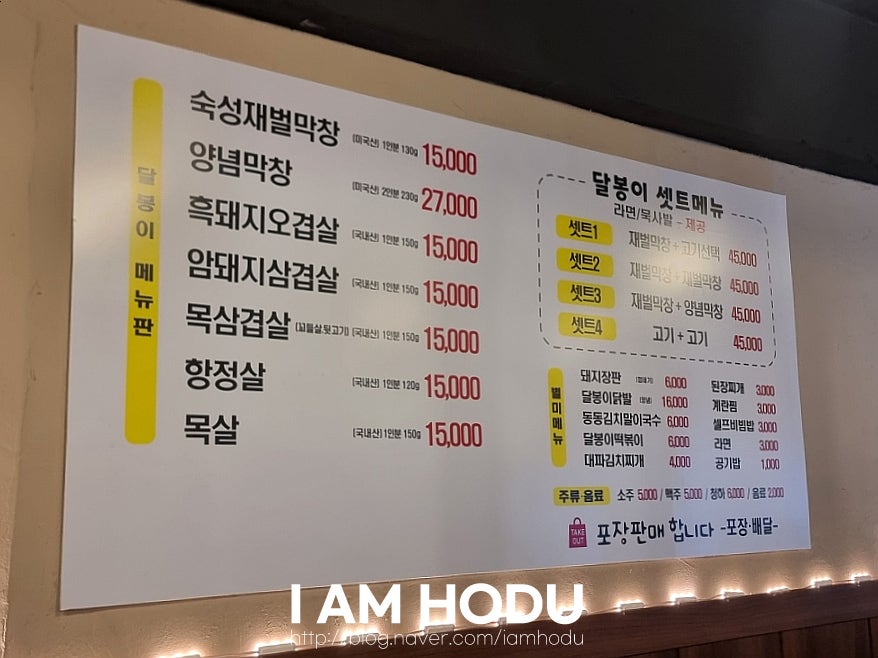 달봉이 메뉴판
숙성재벌막창 (미국산) 1인분 130g 15,000
양념막창 (미국산) 2인분 230g 27,000
흑돼지오겹살 (국내산) 1인분 150g 15,000
암돼지삼겹살 (국내산) 1인분 150g 15,000
목삼겹살 (꼬들살.뒷고기) (국내산) 1인분 150g 15,000
항정살 (국내산) 1인분 120g 15,000
목살 (국내산) 1인분 150g 15,000
달봉이 셋트메뉴
라면/묵사발 - 제공
셋트1 재벌막창 + 고기선택 45,000
셋트2 재벌막창 + 재벌막창 45,000
셋트3 재벌막창 + 양념막창 45,000
셋트4 고기 + 고기 45,000
별미메뉴
돼지장판 6,000
달봉이닭발 16,000
동동김치말이국수 6,000
달봉이떡볶이 6,000
대파김치찌개 4,000
된장찌개 3,000
계란찜 3,000
셀프비빔밥 3,000
라면 3,000
공기밥 1,000
주류·음료 소주 5,000 / 맥주 5,000 / 청하 6,000 / 음료 2,000
TAKE OUT
포장판매 합니다 -포장·배달-
I AM HODU
http://blog.naver.com/iamhodu